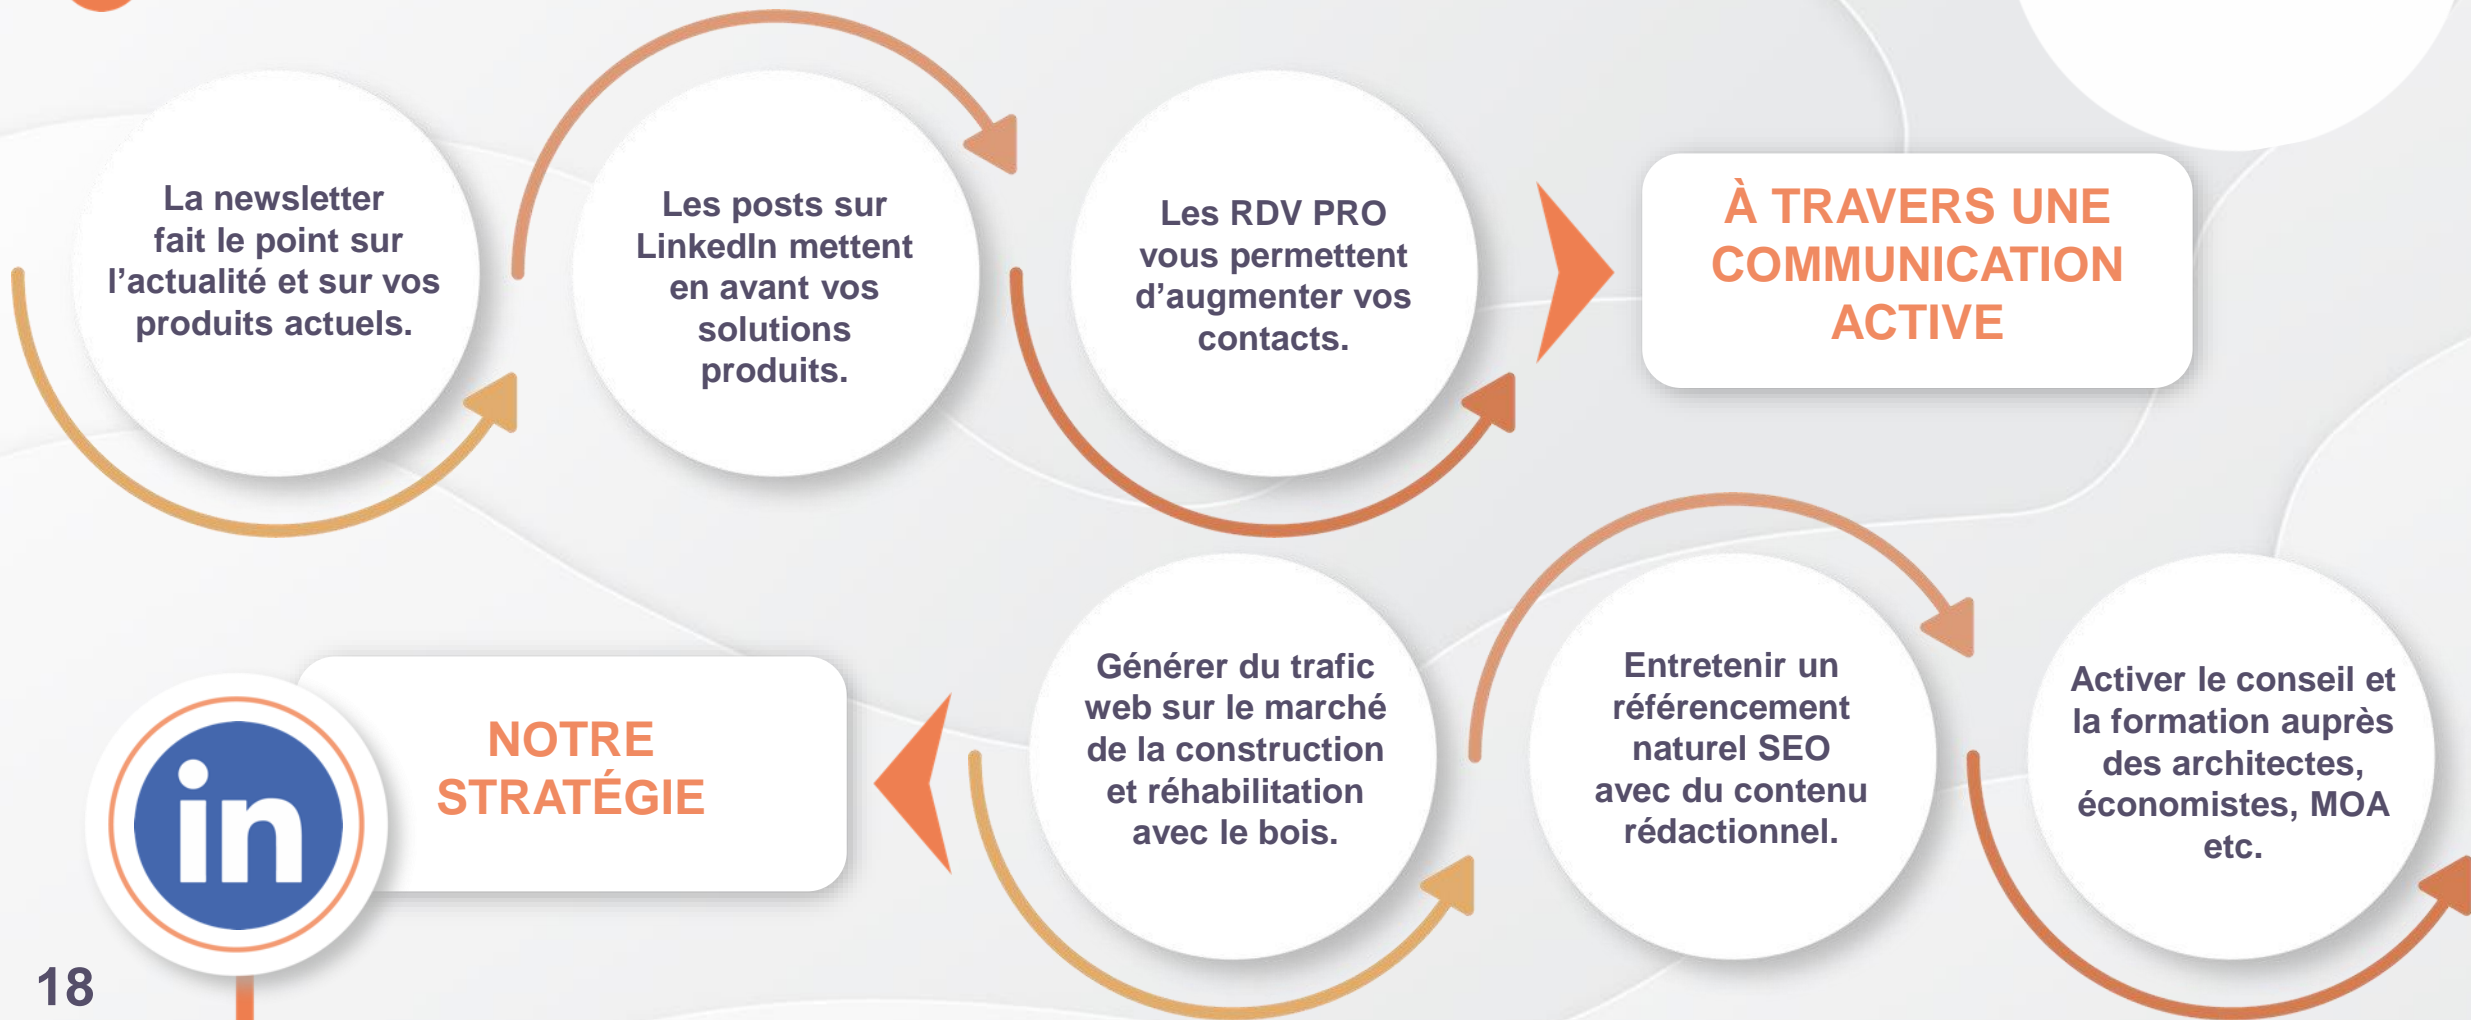 La newsletter
fait le point sur
l’actualité et sur vos
produits actuels.
Les posts sur
LinkedIn mettent
en avant vos
solutions
produits.
Les RDV PRO
vous permettent
d’augmenter vos
contacts.
À TRAVERS UNE
COMMUNICATION
ACTIVE
in
NOTRE
STRATÉGIE
Générer du trafic
web sur le marché
de la construction
et réhabilitation
avec le bois.
Entretenir un
référencement
naturel SEO
avec du contenu
rédactionnel.
Activer le conseil et
la formation auprès
des architectes,
économistes, MOA
etc.
18